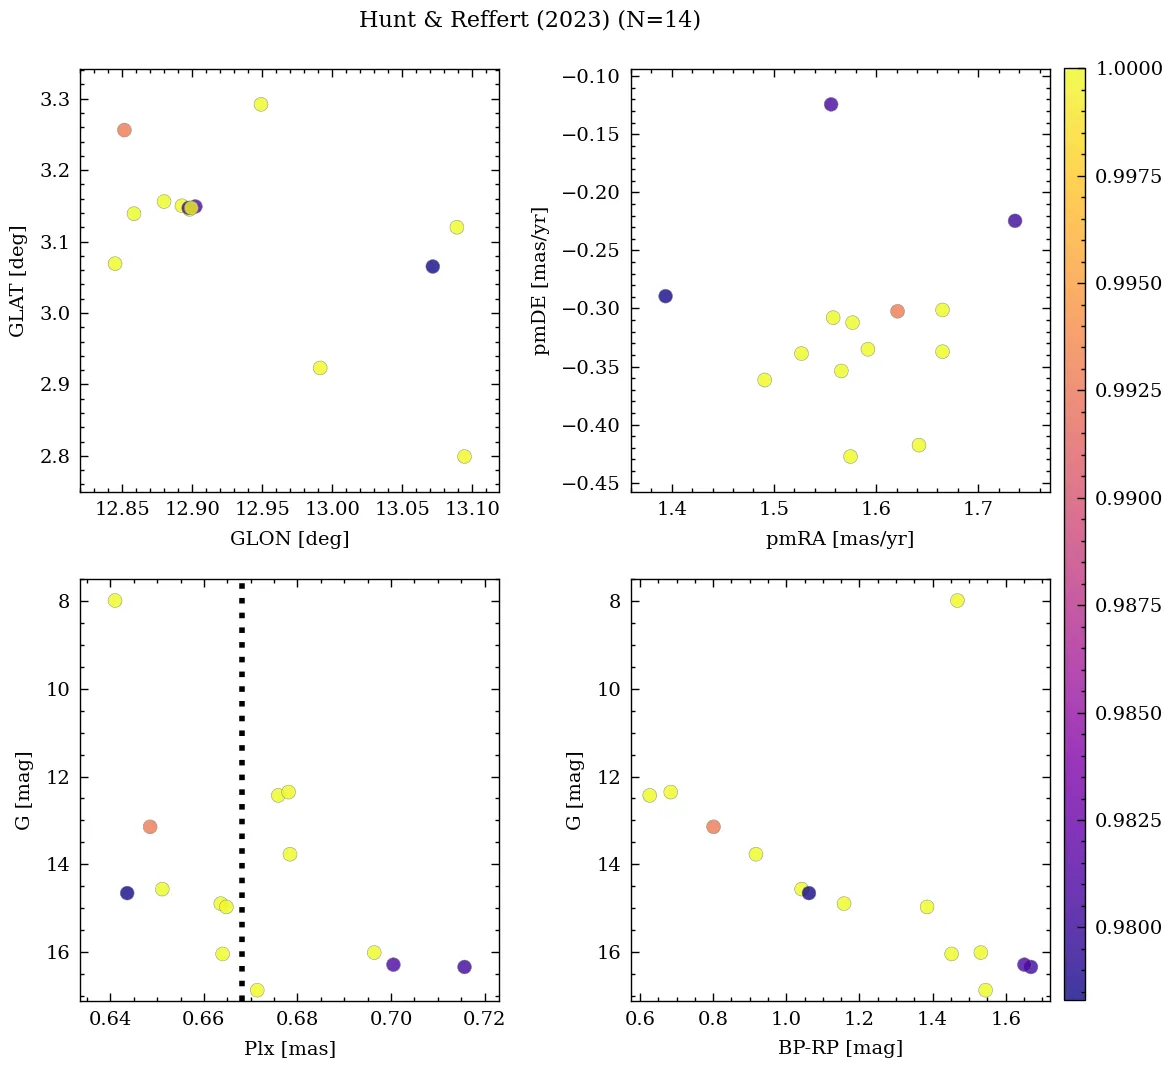 Hunt & Reffert (2023) (N=14)
3.3
3.2
3.1
3.0
2.9
2.8
GLAT [deg]
12.85 12.90 12.95 13.00 13.05 13.10
GLON [deg]
−0.10
−0.15
−0.20
−0.25
−0.30
−0.35
−0.40
−0.45
pmDE [mas/yr]
1.4 1.5 1.6 1.7
pmRA [mas/yr]
8
10
12
14
16
G [mag]
0.64 0.66 0.68 0.70 0.72
Plx [mas]
8
10
12
14
16
G [mag]
0.6 0.8 1.0 1.2 1.4 1.6
BP-RP [mag]
1.0000
0.9975
0.9950
0.9925
0.9900
0.9875
0.9850
0.9825
0.9800